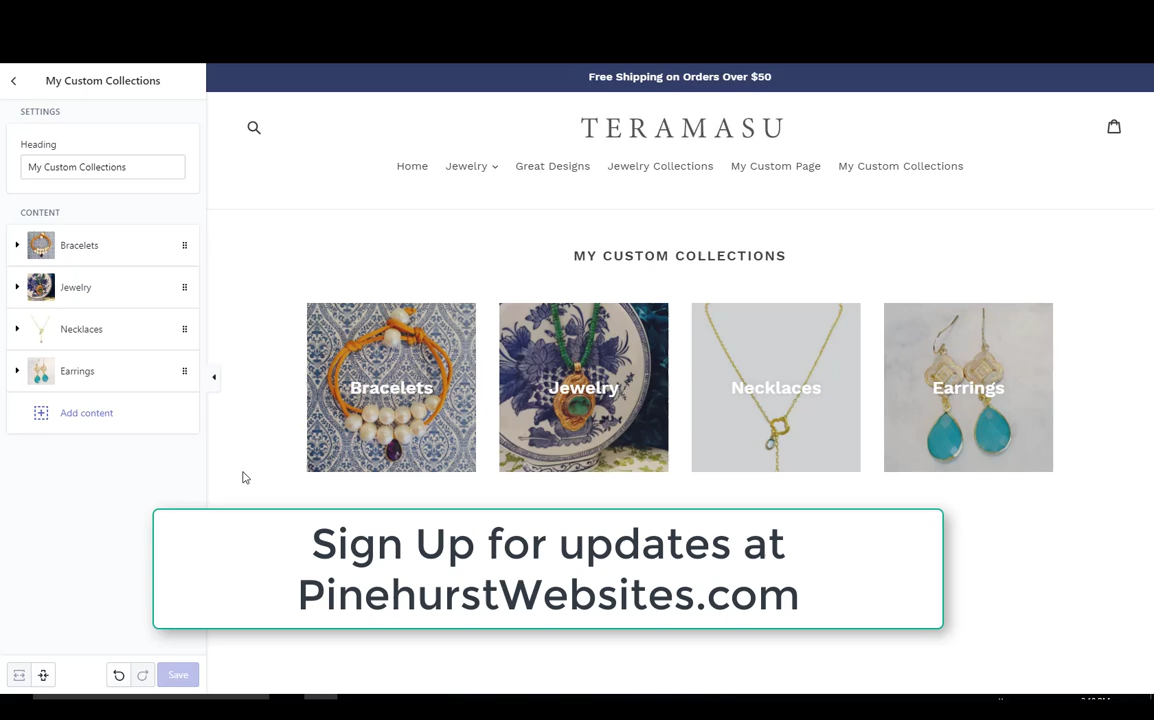 My Custom Collections
SETTINGS
Heading
My Custom Collections
CONTENT
Bracelets
Jewelry
Necklaces
Earrings
Add content
Save
Free Shipping on Orders Over $50
TERAMASU
Home Jewelry Great Designs Jewelry Collections My Custom Page My Custom Collections
MY CUSTOM COLLECTIONS
Bracelets Jewelry Necklaces Earrings
Sign Up for updates at
PinehurstWebsites.com